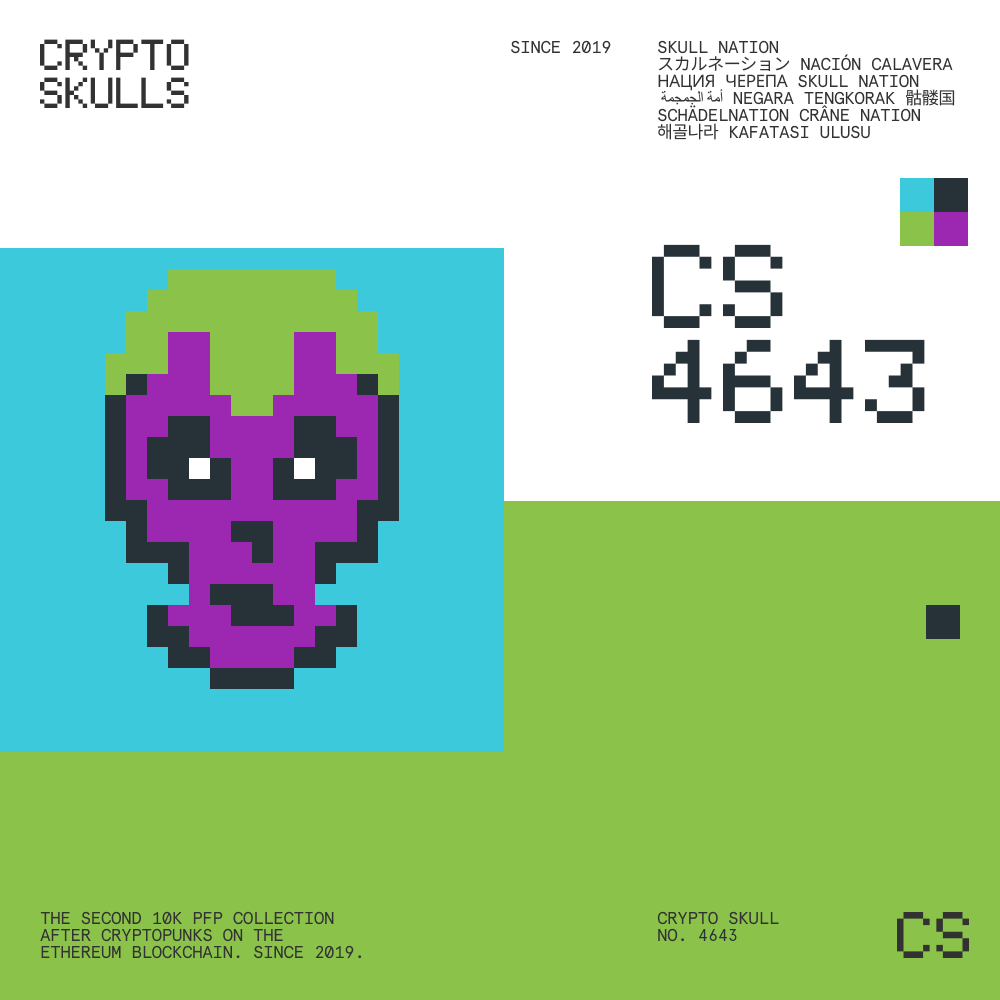 CRYPTO
SKULLS
SINCE 2019
SKULL NATION
スカルネーション NACIÓN CALAVERA
НАЦИЯ ЧЕРЕПА SKULL NATION
أمة الجمجمة NEGARA TENGKORAK 骷髅国
SCHÄDELNATION CRÂNE NATION
해골나라 KAFATASI ULUSU
CS
4643
THE SECOND 10K PFP COLLECTION
AFTER CRYPTOPUNKS ON THE
ETHEREUM BLOCKCHAIN. SINCE 2019.
CRYPTO SKULL
NO. 4643
CS